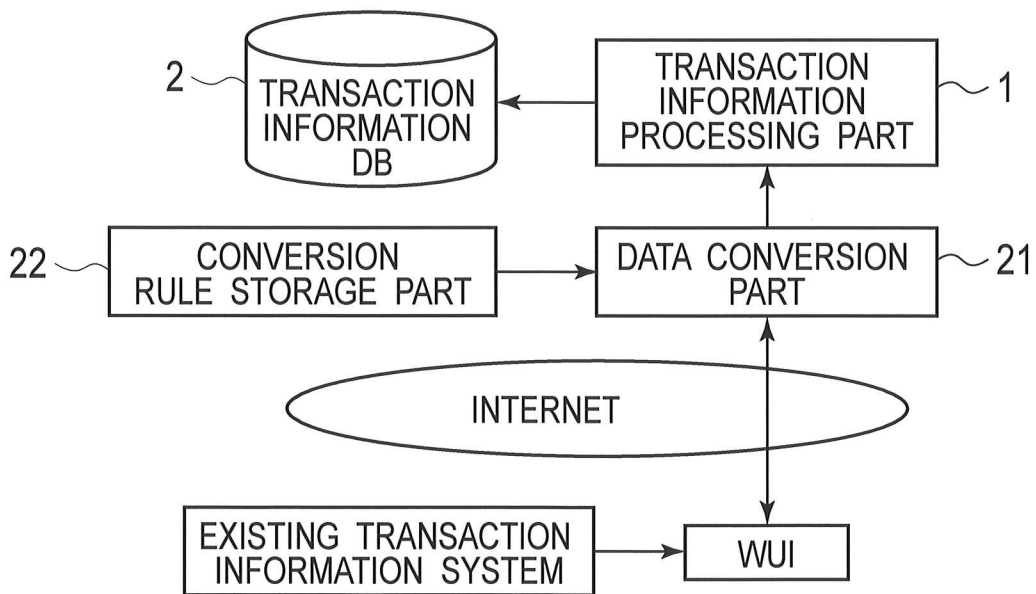 2
TRANSACTION
INFORMATION
DB
TRANSACTION
INFORMATION
PROCESSING PART
1
22
CONVERSION
RULE STORAGE PART
DATA CONVERSION
PART
21
INTERNET
EXISTING TRANSACTION
INFORMATION SYSTEM
WUI